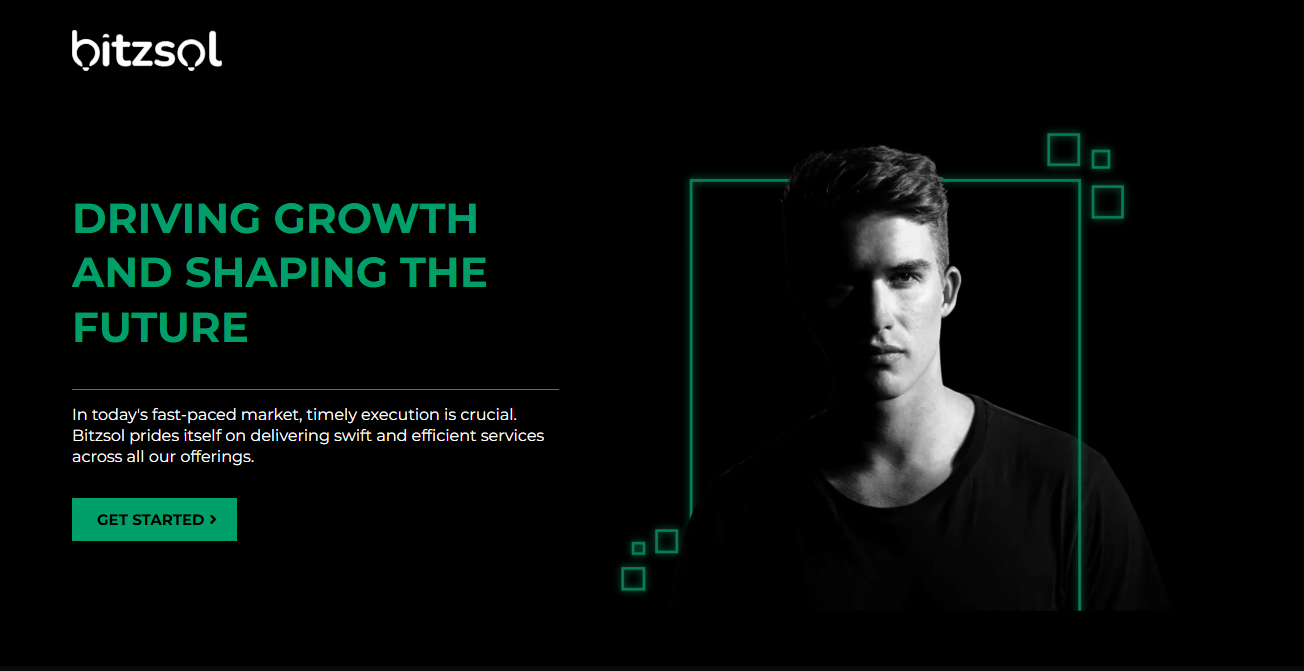 bitzsol
DRIVING GROWTH
AND SHAPING THE
FUTURE
In today's fast-paced market, timely execution is crucial.
Bitzsol prides itself on delivering swift and efficient services
across all our offerings.
GET STARTED >